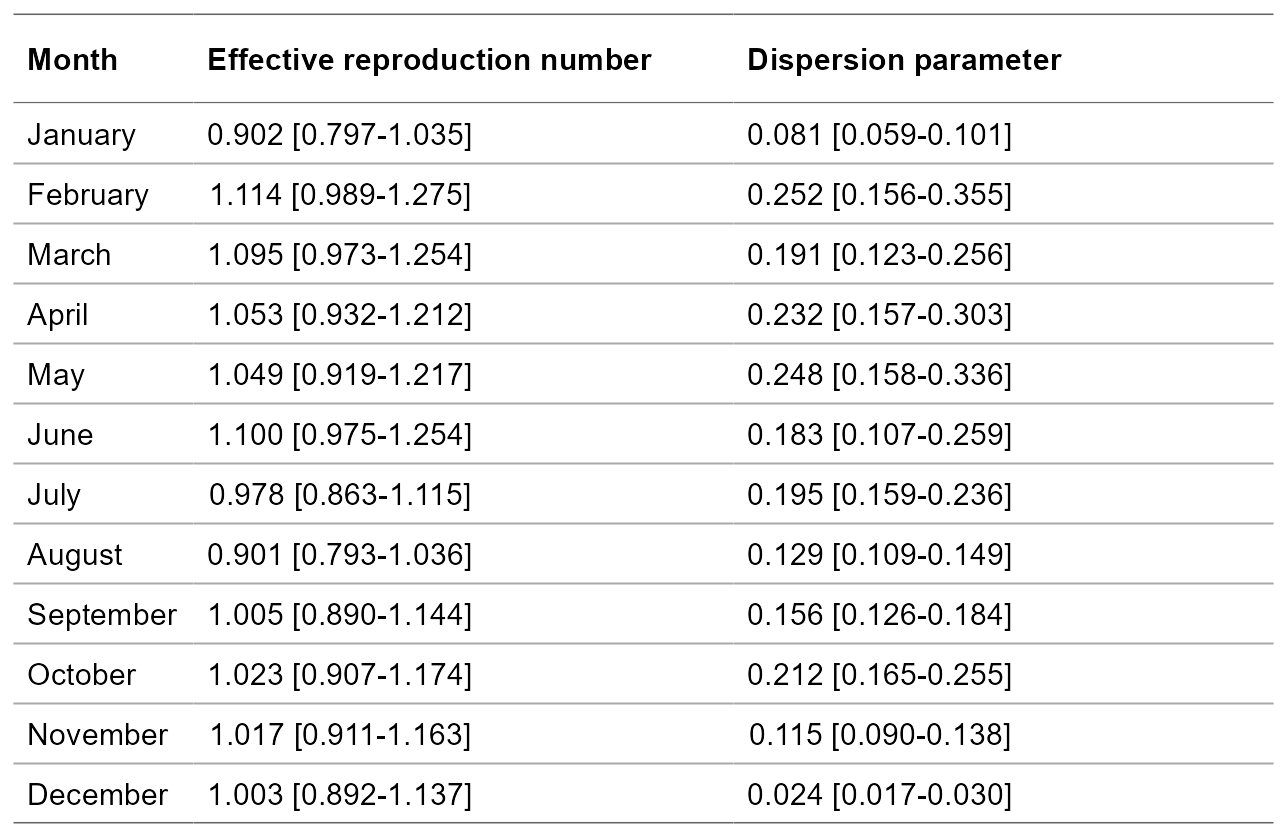 Month Effective reproduction number Dispersion parameter
January 0.902 [0.797-1.035] 0.081 [0.059-0.101]
February 1.114 [0.989-1.275] 0.252 [0.156-0.355]
March 1.095 [0.973-1.254] 0.191 [0.123-0.256]
April 1.053 [0.932-1.212] 0.232 [0.157-0.303]
May 1.049 [0.919-1.217] 0.248 [0.158-0.336]
June 1.100 [0.975-1.254] 0.183 [0.107-0.259]
July 0.978 [0.863-1.115] 0.195 [0.159-0.236]
August 0.901 [0.793-1.036] 0.129 [0.109-0.149]
September 1.005 [0.890-1.144] 0.156 [0.126-0.184]
October 1.023 [0.907-1.174] 0.212 [0.165-0.255]
November 1.017 [0.911-1.163] 0.115 [0.090-0.138]
December 1.003 [0.892-1.137] 0.024 [0.017-0.030]